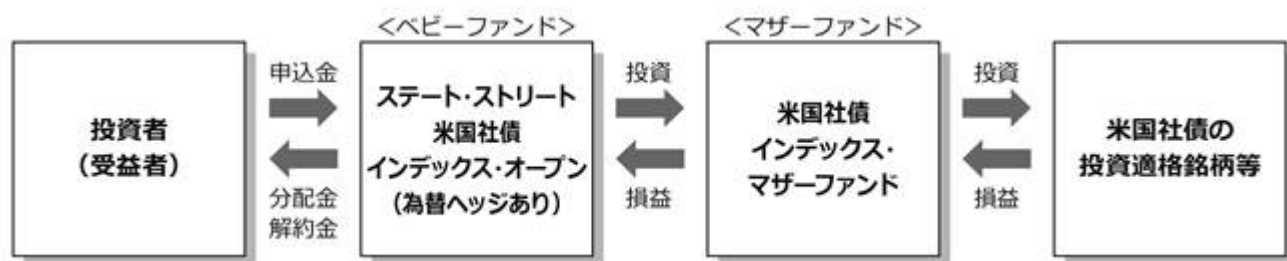 <ベビーファンド>
<マザーファンド>
投資者
(受益者)
申込金
分配金
解約金
ステート・ストリート
米国社債
インデックス・オープン
(為替ヘッジあり)
投資
損益
米国社債
インデックス・
マザーファンド
投資
損益
米国社債の
投資適格銘柄等